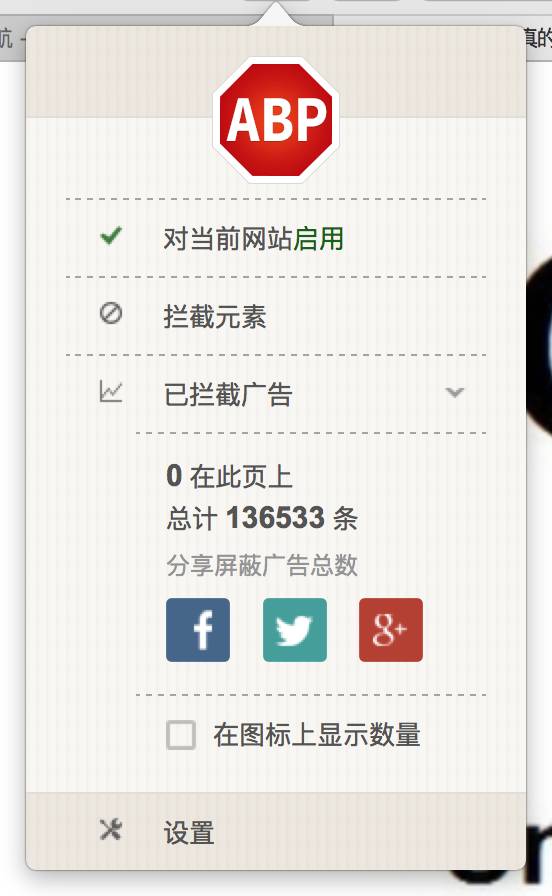 航 -
真的
ABP
对当前网站启用
拦截元素
已拦截广告
0 在此页上
总计 136533 条
分享屏蔽广告总数
f
g+
在图标上显示数量
设置